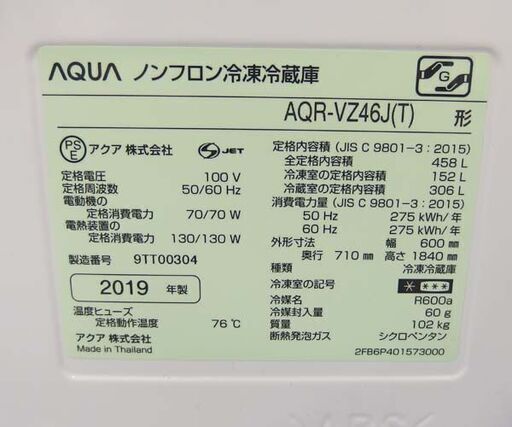 AQUA ノンフロン冷凍冷蔵庫
G
AQR-VZ46J(T) 形
PS E アクア 株式会社 S JET
定格電圧 100 V
定格周波数 50/60 Hz
電動機の
定格消費電力 70/70 W
電熱装置の
定格消費電力 130/130 W
製造番号 9TT00304
2019 年製
温度ヒューズ
定格動作温度 76℃
アクア 株式会社
Made in Thailand
定格内容積 (JIS C 9801-3 : 2015)
全定格内容積 458 L
冷凍室の定格内容積 152 L
冷蔵室の定格内容積 306 L
消費電力量 (JIS C 9801-3 : 2015)
50 Hz 275 kWh/年
60 Hz 275 kWh/年
外形寸法 幅 600 mm
奥行 710 mm 高さ 1840 mm
種類 冷凍冷蔵庫
冷凍室の記号 * ***
冷媒名 R600a
冷媒封入量 60 g
質量 102 kg
断熱発泡ガス シクロペンタン
2FB6P401573000